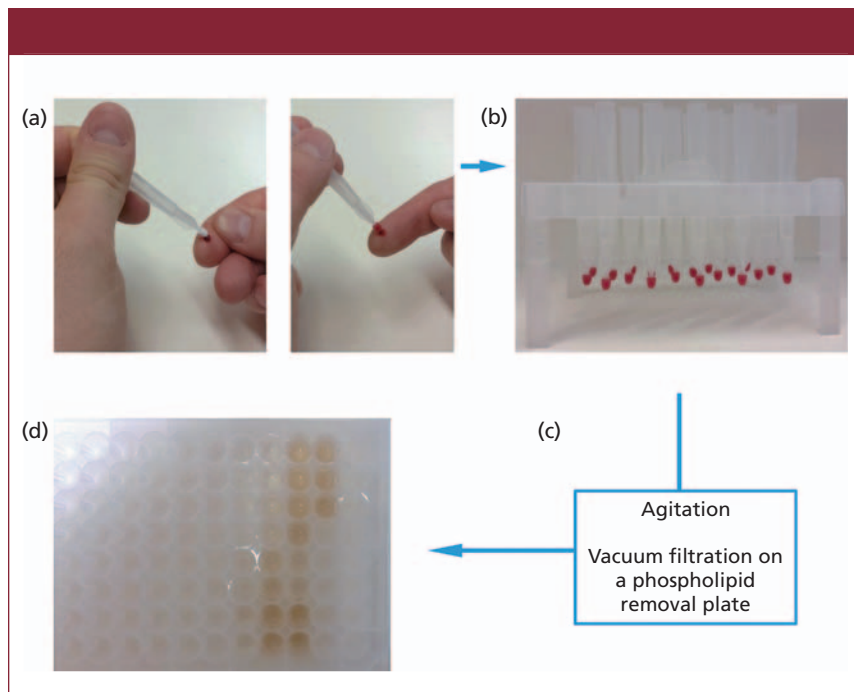 (a)
(b)
(d)
(c)
Agitation
Vacuum filtration on
a phospholipid
removal plate